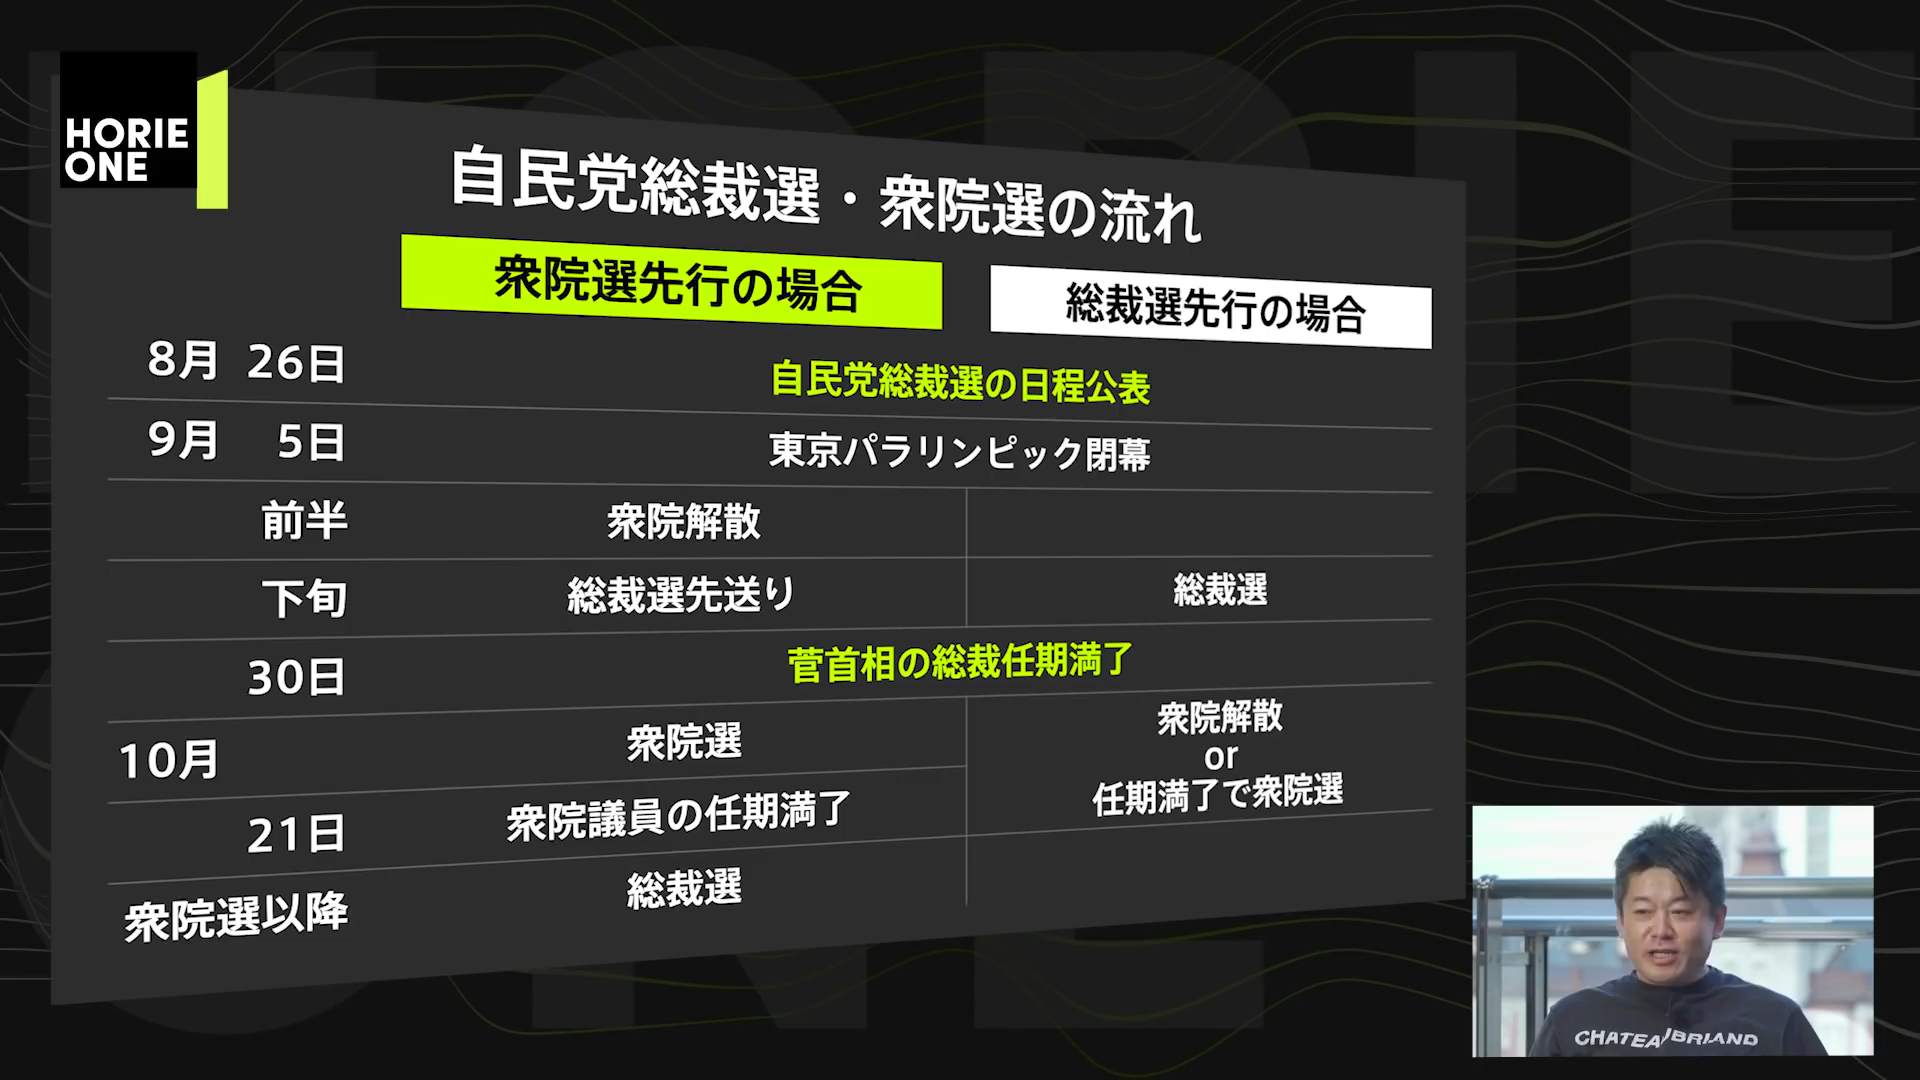 HORIE
ONE
自民党総裁選・衆院選の流れ
衆院選先行の場合
総裁選先行の場合
8月 26日
自民党総裁選の日程公表
9月 5日
東京パラリンピック閉幕
前半
衆院解散
下旬
総裁選先送り
総裁選
30日
菅首相の総裁任期満了
10月
衆院選
衆院解散
or
任期満了で衆院選
21日
衆院議員の任期満了
衆院選以降
総裁選
CHATEAUBRIAND